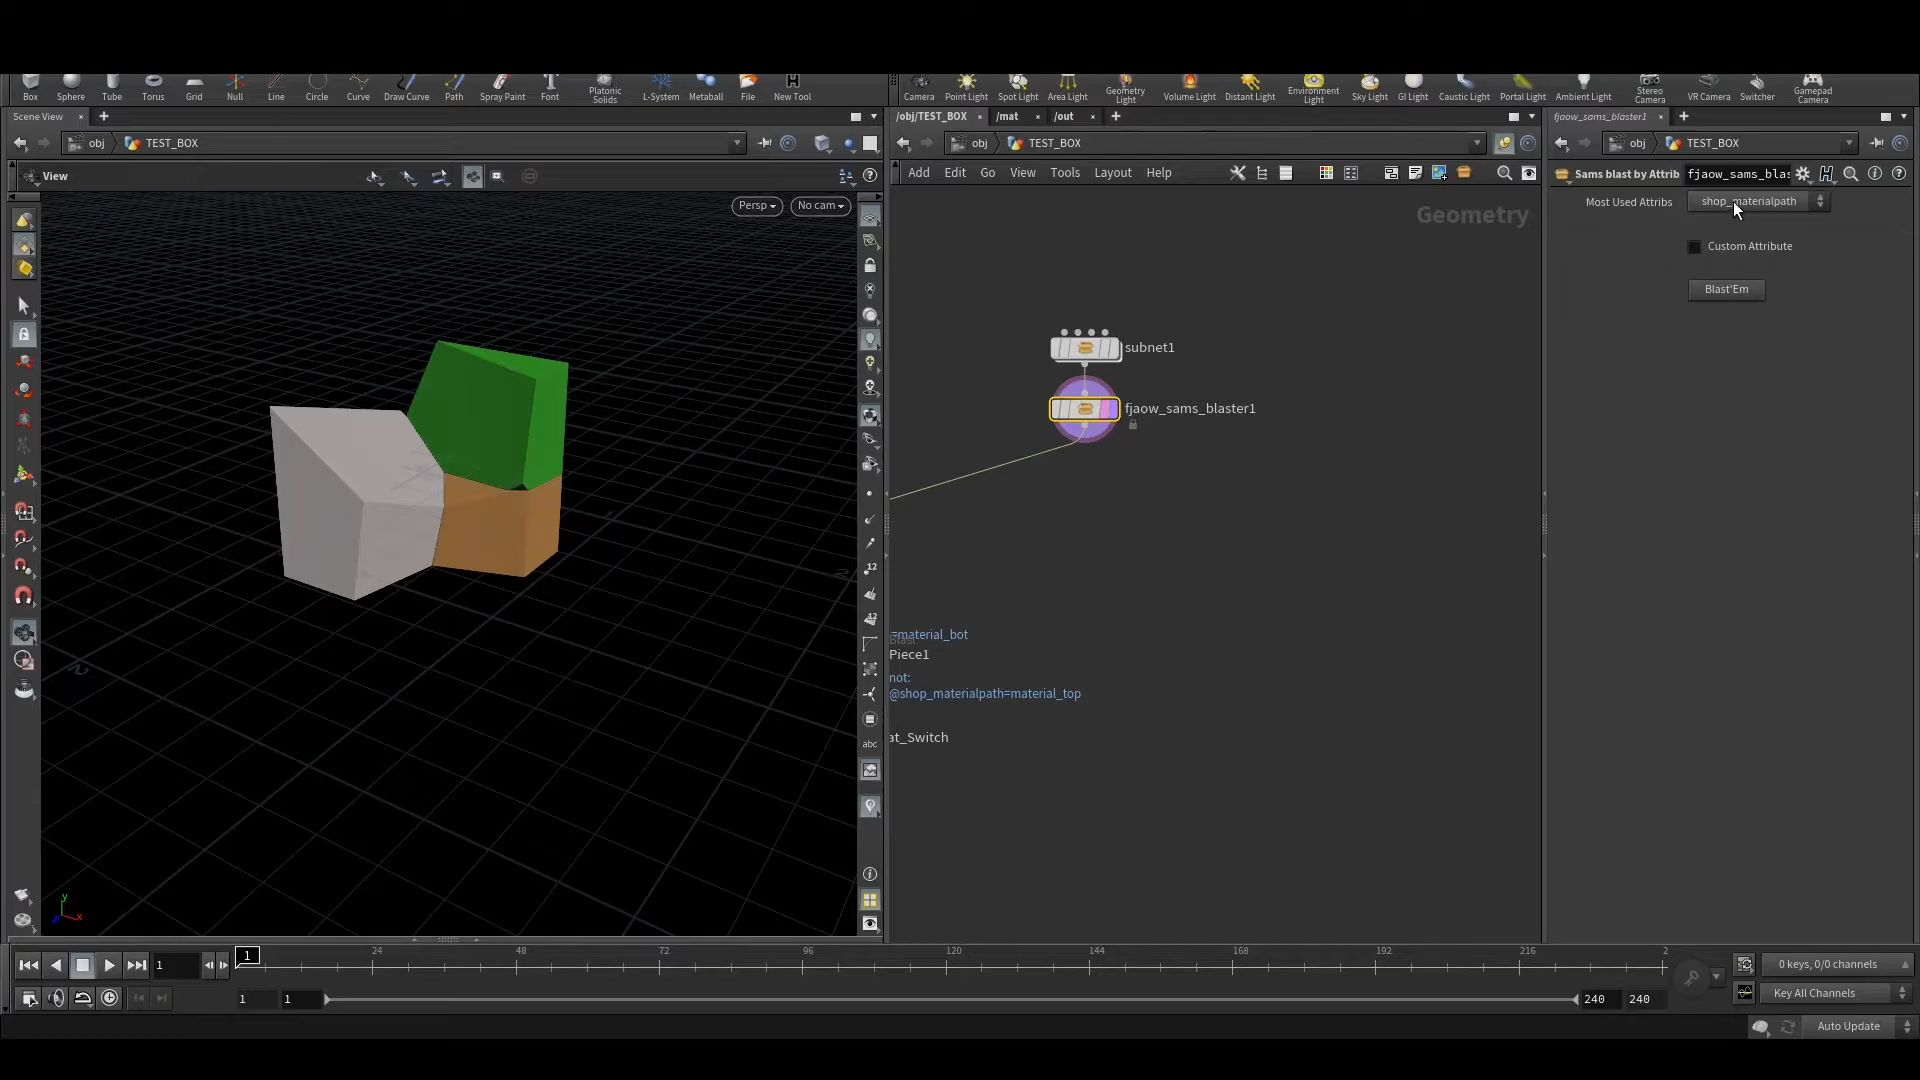 Box Sphere Tube Torus Grid Null Line Circle Curve Draw Curve Path Spray Paint Font Platonic Solids L-System Metaball File New Tool
Camera Point Light Spot Light Area Light Geometry Light Volume Light Distant Light Environment Light Sky Light GI Light Caustic Light Portal Light Ambient Light Stereo Camera VR Camera Switcher Gamepad Camera
Scene View
/obj/TEST_BOX /mat /out
fjaow_sams_blaster1
obj TEST_BOX
obj TEST_BOX
obj TEST_BOX
View
Add Edit Go View Tools Layout Help
Sams blast by Attrib fjaow_sams_blas
Most Used Attribs shop_materialpath
Custom Attribute
Blast'Em
Persp No cam
Geometry
subnet1
fjaow_sams_blaster1
=material_bot
Piece1
not:
@shop_materialpath=material_top
at_Switch
12
12
abc
y
x
z
1
1 24 48 72 96 120 144 168 192 216 2
1 1 240 240
0 keys, 0/0 channels
Key All Channels
Auto Update